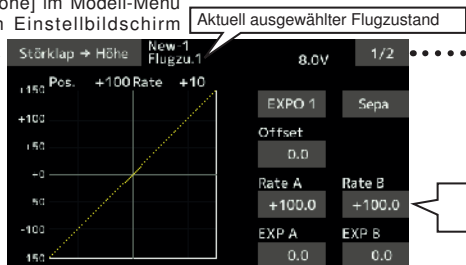 im Modell-Menü
Einstellbildschirm
Aktuell ausgewählter Flugzustand
Störklap → Höhe
New-1
Flugzu.1
8.0V
1/2
Pos. +100 Rate +10
+150
+100
+50
-0
50
-100
150
EXPO 1
Sepa
Offset
0.0
Rate A
Rate B
+100.0
+100.0
EXP A
EXP B
0.0
0.0